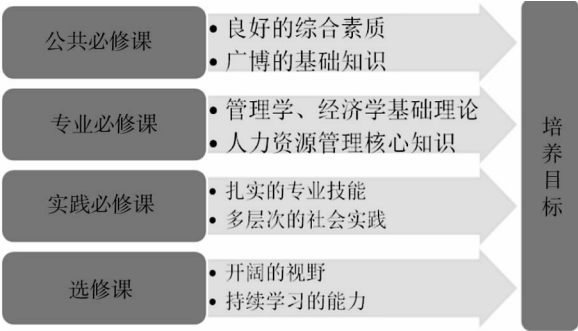 公共必修课
• 良好的综合素质
• 广博的基础知识
专业必修课
• 管理学、经济学基础理论
• 人力资源管理核心知识
实践必修课
• 扎实的专业技能
• 多层次的社会实践
选修课
• 开阔的视野
• 持续学习的能力
培养目标